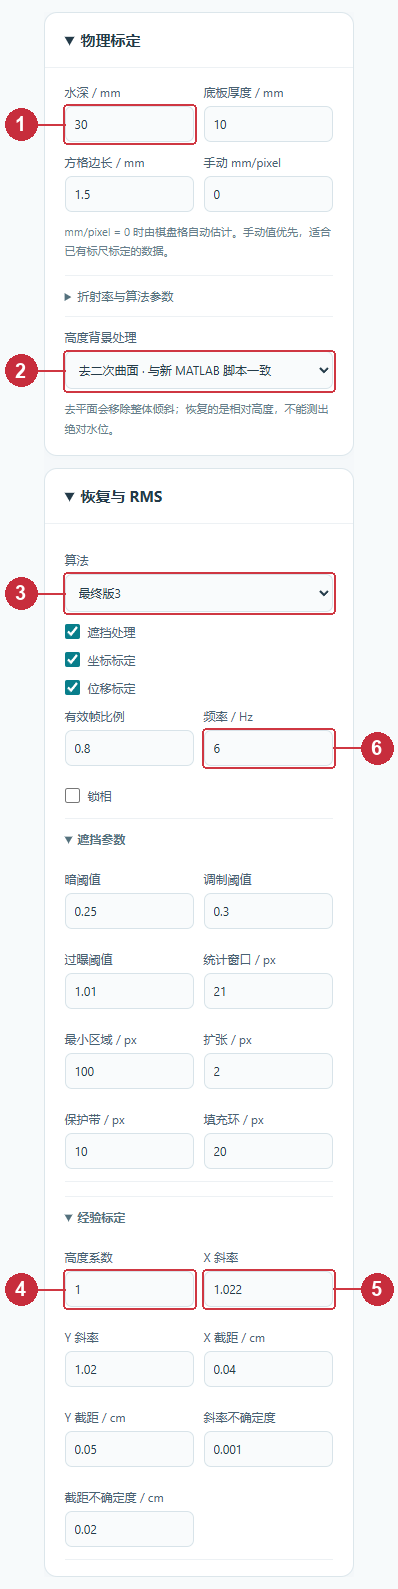 ▼ 物理标定
水深 / mm
底板厚度 / mm
1
30
10
方格边长 / mm
手动 mm/pixel
1.5
0
mm/pixel = 0 时由棋盘格自动估计。手动值优先，适合
已有标尺标定的数据。
▶ 折射率与算法参数
高度背景处理
2
去二次曲面 · 与新 MATLAB 脚本一致
去平面会移除整体倾斜；恢复的是相对高度，不能测出
绝对水位。
▼ 恢复与 RMS
算法
3
最终版3
遮挡处理
坐标标定
位移标定
有效帧比例
频率 / Hz
0.8
6
6
锁相
▼ 遮挡参数
暗阈值
调制阈值
0.25
0.3
过曝阈值
统计窗口 / px
1.01
21
最小区域 / px
扩张 / px
100
2
保护带 / px
填充环 / px
10
20
▼ 经验标定
高度系数
X 斜率
4
1
1.022
5
Y 斜率
X 截距 / cm
1.02
0.04
Y 截距 / cm
斜率不确定度
0.05
0.001
截距不确定度 / cm
0.02